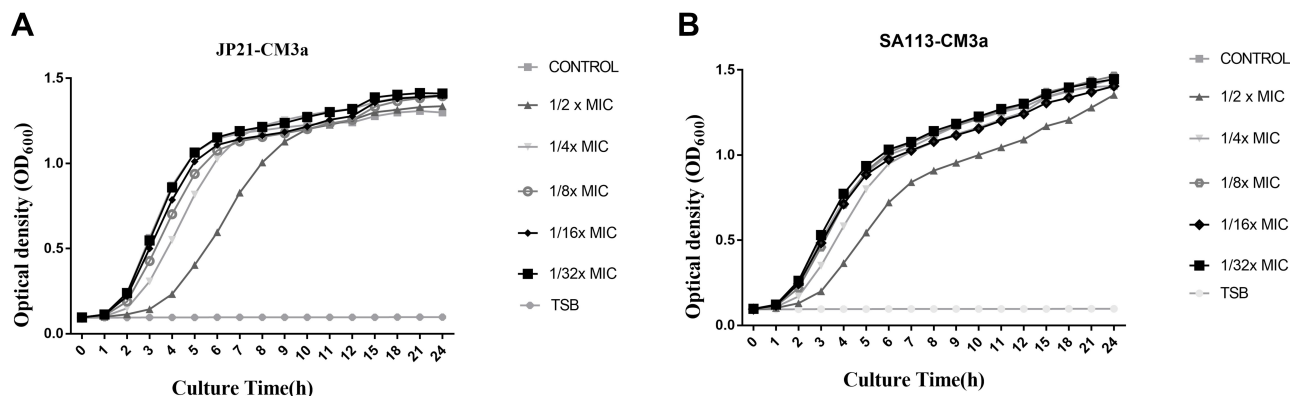 A
JP21-CM3a
Optical density (OD600)
1.5
1.0
0.5
0.0
0 1 2 3 4 5 6 7 8 9 10 11 12 15 18 21 24
Culture Time(h)
CONTROL
1/2 x MIC
1/4x MIC
1/8x MIC
1/16x MIC
1/32x MIC
TSB
B
SA113-CM3a
Optical density (OD600)
1.5
1.0
0.5
0.0
0 1 2 3 4 5 6 7 8 9 10 11 12 15 18 21 24
Culture Time(h)
CONTROL
1/2 x MIC
1/4x MIC
1/8x MIC
1/16x MIC
1/32x MIC
TSB